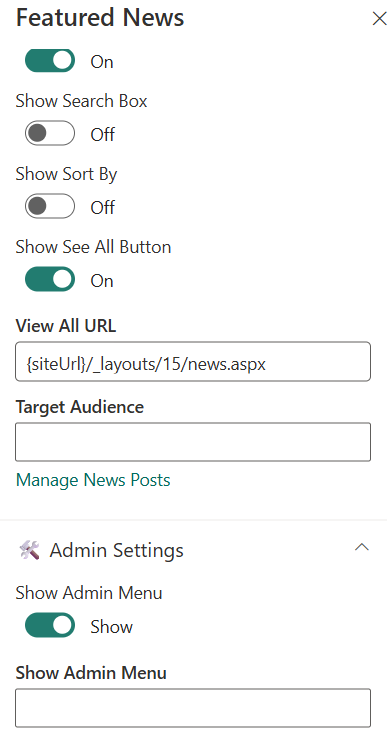 Featured News
On
Show Search Box
Off
Show Sort By
Off
Show See All Button
On
View All URL
{siteUrl}/_layouts/15/news.aspx
Target Audience
Manage News Posts
Admin Settings
Show Admin Menu
Show
Show Admin Menu